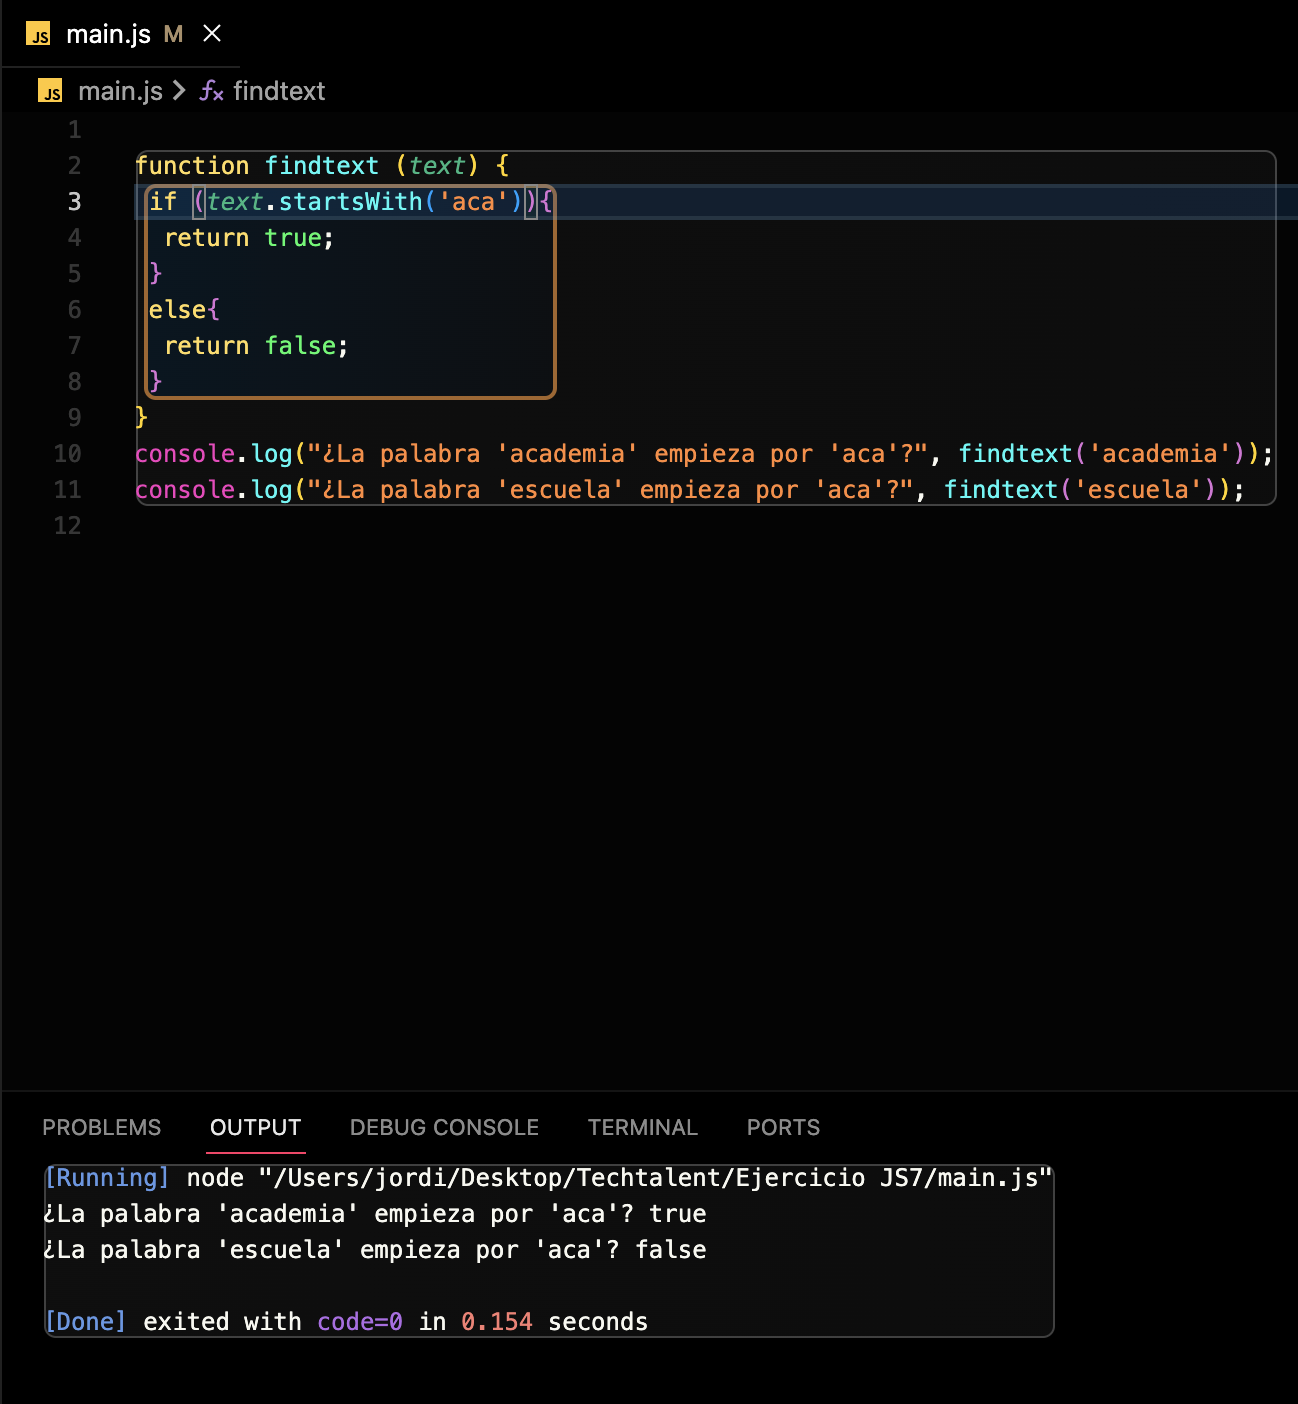 JS main.js M ×
JS main.js > fx findtext
1
2 function findtext (text) {
3 if (text.startsWith('aca')){
4 return true;
5 }
6 else{
7 return false;
8 }
9 }
10 console.log("¿La palabra 'academia' empieza por 'aca'?", findtext('academia'));
11 console.log("¿La palabra 'escuela' empieza por 'aca'?", findtext('escuela'));
12
PROBLEMS OUTPUT DEBUG CONSOLE TERMINAL PORTS
[Running] node "/Users/jordi/Desktop/Techtalent/Ejercicio JS7/main.js"
¿La palabra 'academia' empieza por 'aca'? true
¿La palabra 'escuela' empieza por 'aca'? false
[Done] exited with code=0 in 0.154 seconds